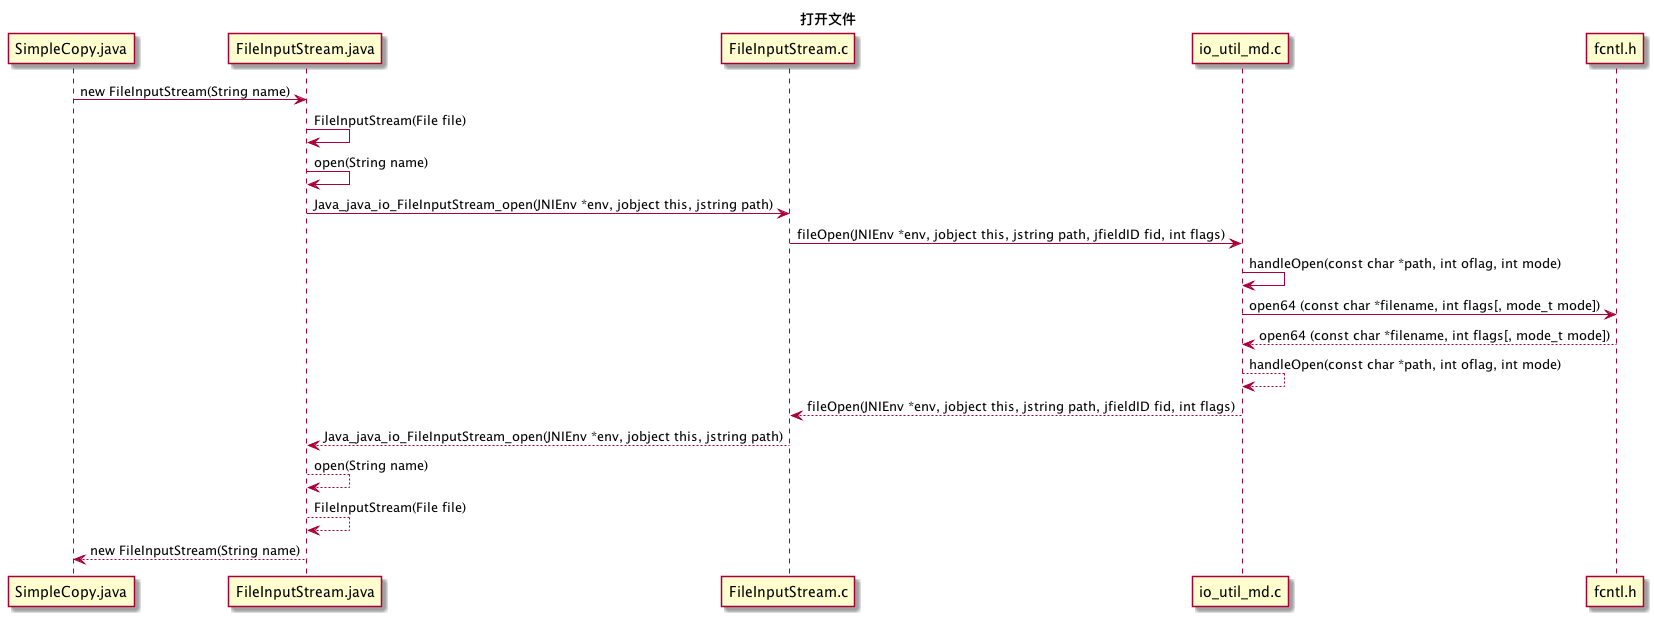 打开文件
SimpleCopy.java FileInputStream.java FileInputStream.c io_util_md.c fcntl.h
new FileInputStream(String name)
FileInputStream(File file)
open(String name)
Java_java_io_FileInputStream_open(JNIEnv *env, jobject this, jstring path)
fileOpen(JNIEnv *env, jobject this, jstring path, jfieldID fid, int flags)
handleOpen(const char *path, int oflag, int mode)
open64 (const char *filename, int flags[, mode_t mode])
open64 (const char *filename, int flags[, mode_t mode])
handleOpen(const char *path, int oflag, int mode)
fileOpen(JNIEnv *env, jobject this, jstring path, jfieldID fid, int flags)
Java_java_io_FileInputStream_open(JNIEnv *env, jobject this, jstring path)
open(String name)
FileInputStream(File file)
new FileInputStream(String name)
SimpleCopy.java FileInputStream.java FileInputStream.c io_util_md.c fcntl.h